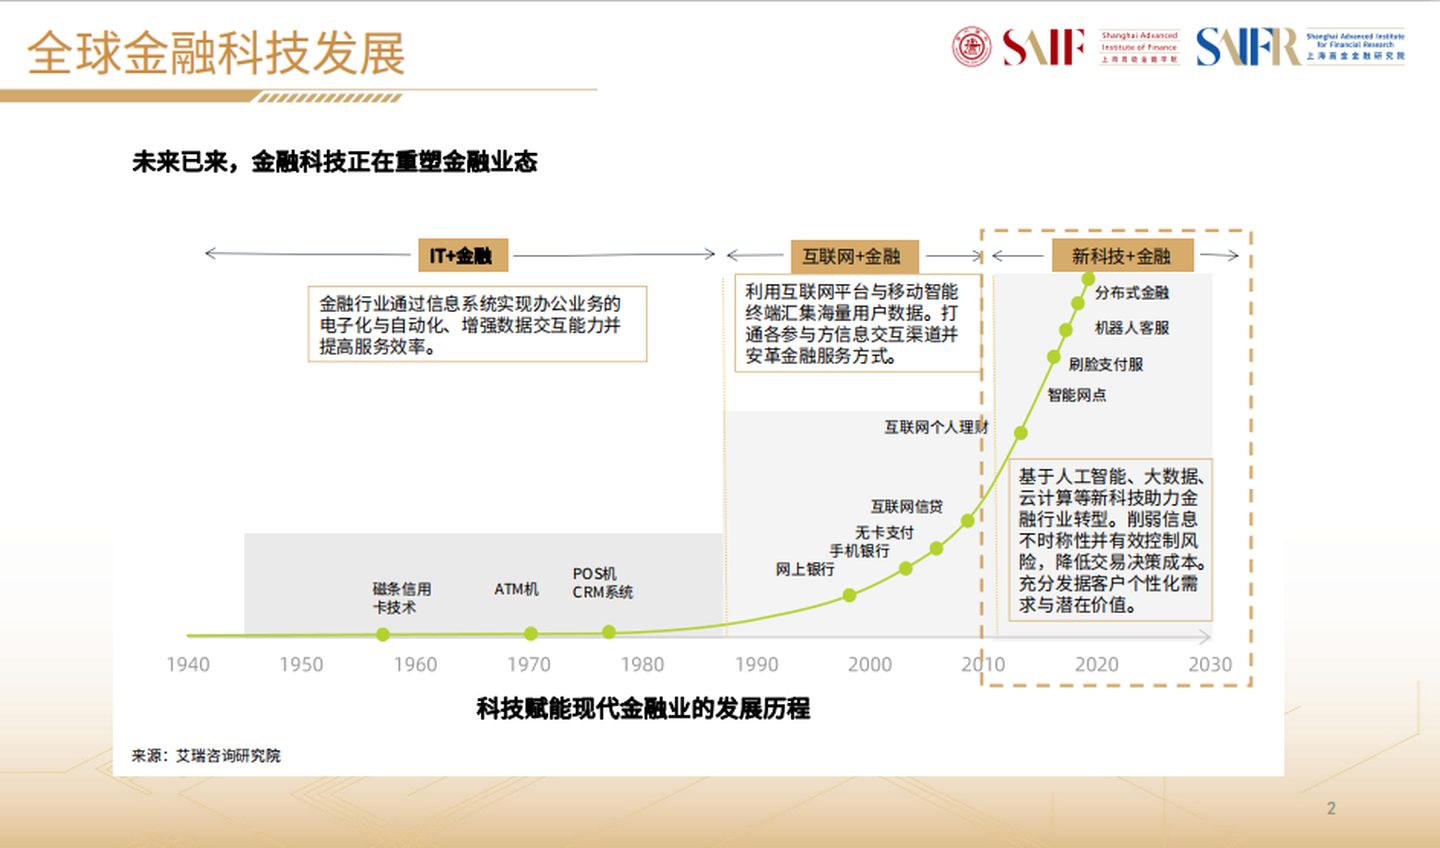 全球金融科技发展
SAIF
Shanghai Advanced
Institute of Finance
上海高级金融学院
SAIFR
Shanghai Advanced Institute
for Financial Research
上海高金金融研究院
未来已来，金融科技正在重塑金融业态
IT+金融
互联网+金融
新科技+金融
金融行业通过信息系统实现办公业务的
电子化与自动化、增强数据交互能力并
提高服务效率。
利用互联网平台与移动智能
终端汇集海量用户数据。打
通各参与方信息交互渠道并
安革金融服务方式。
分布式金融
机器人客服
刷脸支付服
智能网点
互联网个人理财
互联网信贷
无卡支付
手机银行
网上银行
基于人工智能、大数据、
云计算等新科技助力金
融行业转型。削弱信息
不时称性并有效控制风
险，降低交易决策成本。
充分发据客户个性化需
求与潜在价值。
磁条信用
卡技术
ATM机
POS机
CRM系统
1940 1950 1960 1970 1980 1990 2000 2010 2020 2030
科技赋能现代金融业的发展历程
来源：艾瑞咨询研究院
2